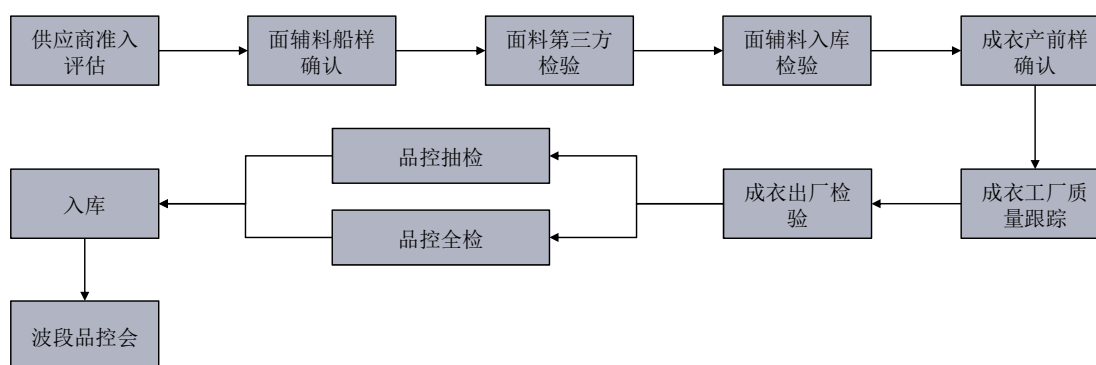 供应商准入
评估
面辅料船样
确认
面料第三方
检验
面辅料入库
检验
成衣产前样
确认
成衣工厂质
量跟踪
成衣出厂检
验
品控抽检
品控全检
入库
波段品控会